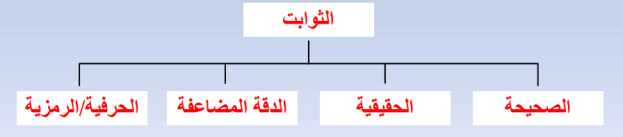 الثوابت
الصحيحة
الحقيقية
الدقة المضاعفة
الحرفية/الرمزية